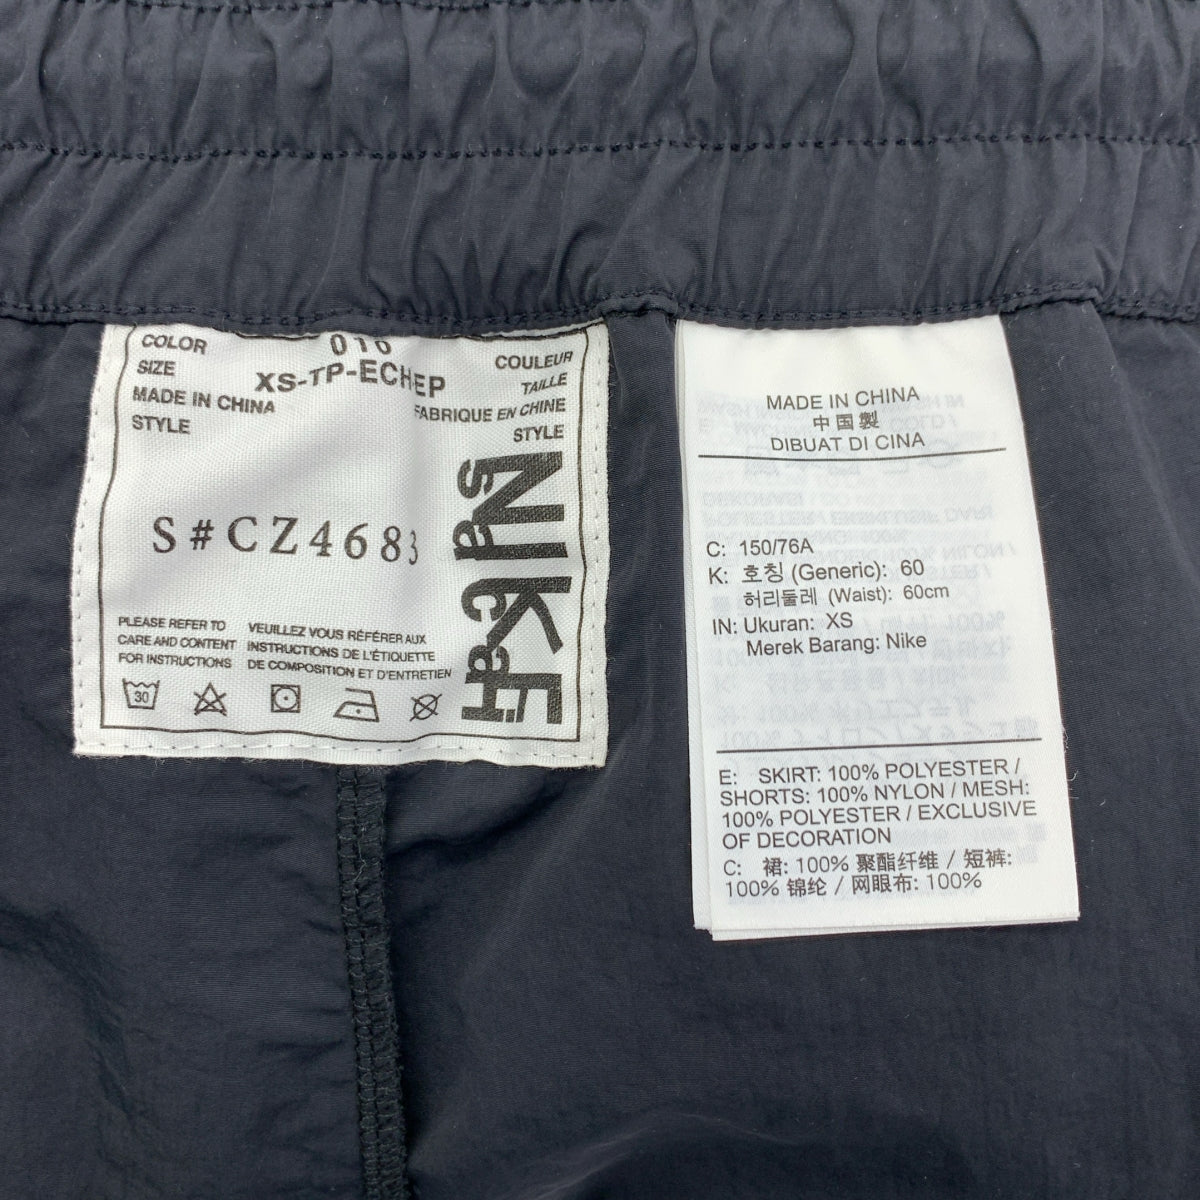 COLOR 010 COULEUR
SIZE XS-TP-ECH-EP TAILLE
MADE IN CHINA FABRIQUE EN CHINE
STYLE STYLE
S#CZ4683
NIKE
sacai
PLEASE REFER TO
CARE AND CONTENT
FOR INSTRUCTIONS
VEUILLEZ VOUS RÉFÉRER AUX
INSTRUCTIONS DE L'ÉTIQUETTE
DE COMPOSITION ET D'ENTRETIEN
30
MADE IN CHINA
中国製
DIBUAT DI CINA
C: 150/76A
K: 호칭 (Generic): 60
허리둘레 (Waist): 60cm
IN: Ukuran: XS
Merek Barang: Nike
E: SKIRT: 100% POLYESTER /
SHORTS: 100% NYLON / MESH:
100% POLYESTER / EXCLUSIVE
OF DECORATION
C: 裙: 100% 聚酯纤维 / 短裤:
100% 锦纶 / 网眼布: 100%